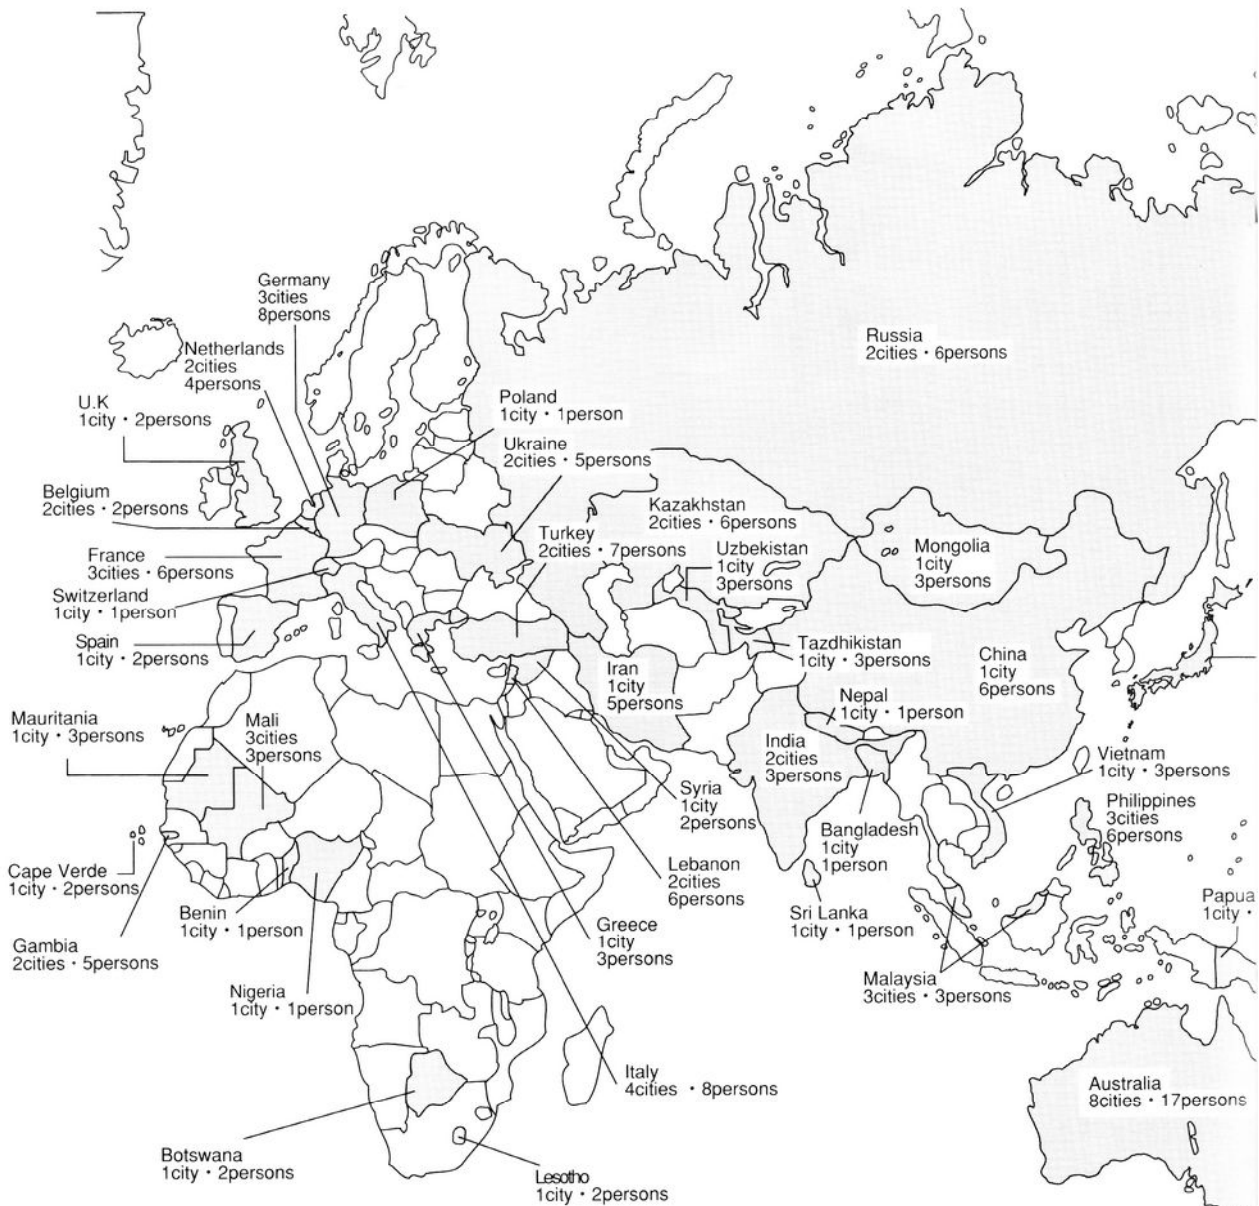 Germany
3cities
8persons
Netherlands
2cities
4persons
U.K
1city・2persons
Poland
1city・1person
Ukraine
2cities・5persons
Russia
2cities・6persons
Belgium
2cities・2persons
France
3cities・6persons
Switzerland
1city・1person
Spain
1city・2persons
Kazakhstan
2cities・6persons
Turkey
2cities・7persons
Uzbekistan
1city
3persons
Mongolia
1city
3persons
Tazdhikistan
1city・3persons
Iran
1city
5persons
China
1city
6persons
Nepal
1city・1person
Mauritania
1city・3persons
Mali
3cities
3persons
India
2cities
3persons
Vietnam
1city・3persons
Syria
1city
2persons
Philippines
3cities
6persons
Bangladesh
1city
1person
Cape Verde
1city・2persons
Lebanon
2cities
6persons
Sri Lanka
1city・1person
Papua
1city・
Benin
1city・1person
Greece
1city
3persons
Gambia
2cities・5persons
Malaysia
3cities・3persons
Nigeria
1city・1person
Italy
4cities・8persons
Australia
8cities・17persons
Botswana
1city・2persons
Lesotho
1city・2persons